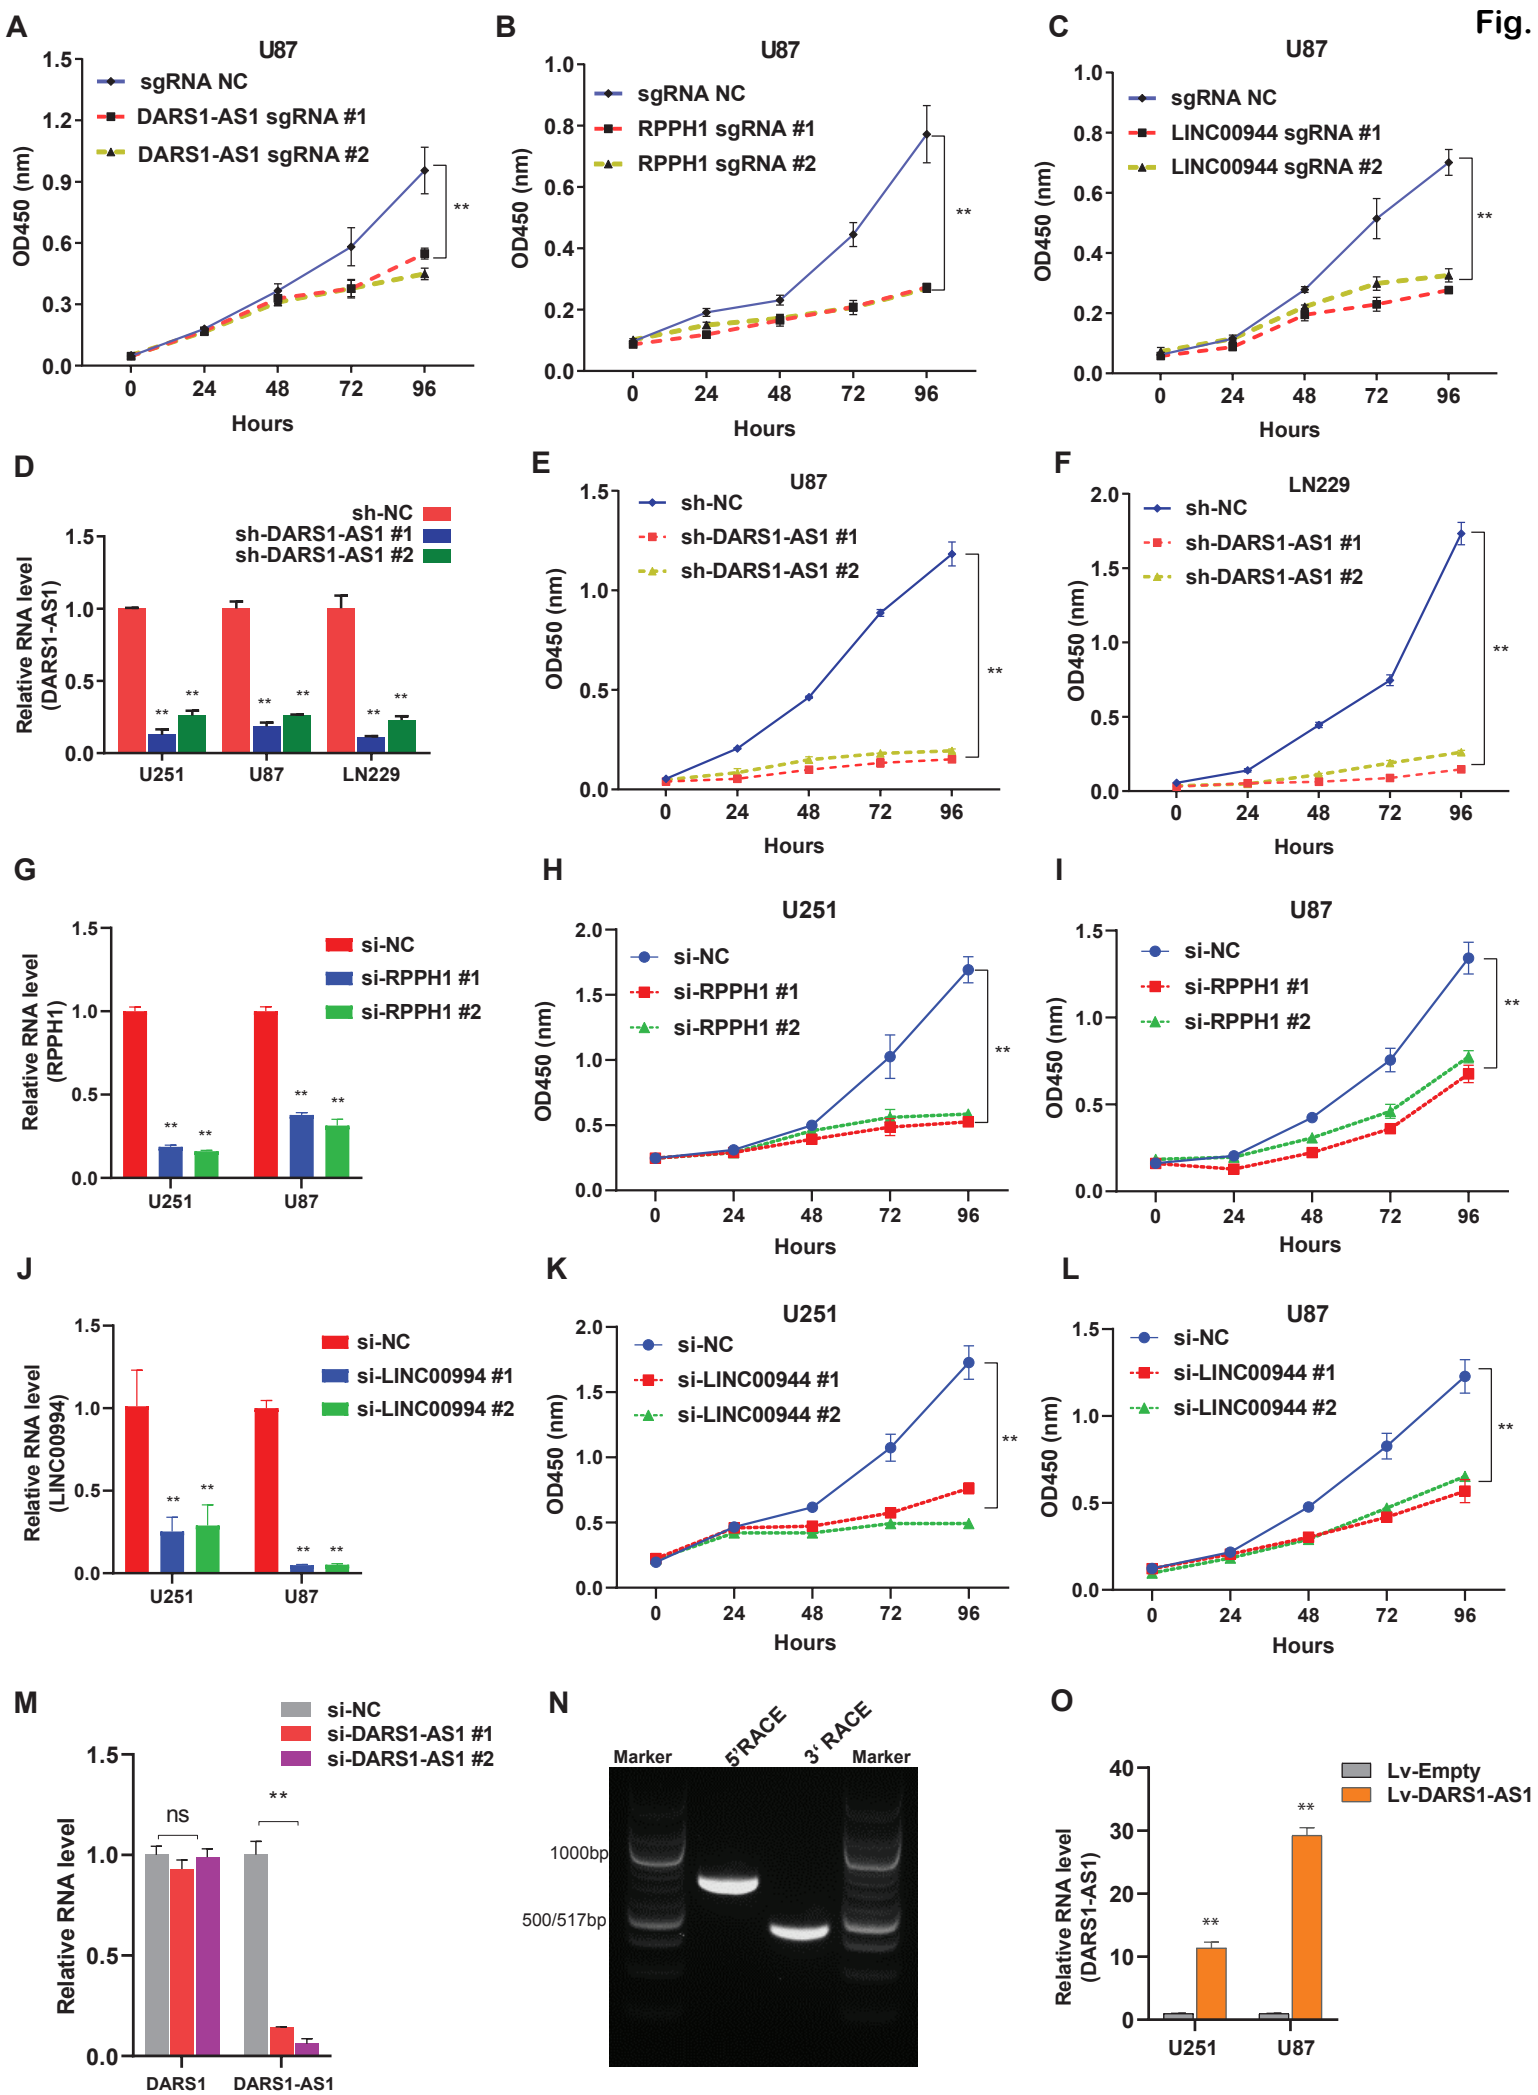 Fig.
A
U87
sgRNA NC
DARS1-AS1 sgRNA #1
DARS1-AS1 sgRNA #2
OD450 (nm)
1.5
1.2
0.9
0.6
0.3
0.0
**
0 24 48 72 96
Hours
B
U87
sgRNA NC
RPPH1 sgRNA #1
RPPH1 sgRNA #2
OD450 (nm)
1.0
0.8
0.6
0.4
0.2
0.0
**
0 24 48 72 96
Hours
C
U87
sgRNA NC
LINC00944 sgRNA #1
LINC00944 sgRNA #2
OD450 (nm)
1.0
0.8
0.6
0.4
0.2
0.0
**
0 24 48 72 96
Hours
D
sh-NC
sh-DARS1-AS1 #1
sh-DARS1-AS1 #2
Relative RNA level
(DARS1-AS1)
1.5
1.0
0.5
0.0
** ** ** ** ** **
U251 U87 LN229
E
U87
sh-NC
sh-DARS1-AS1 #1
sh-DARS1-AS1 #2
OD450 (nm)
1.5
1.0
0.5
0.0
**
0 24 48 72 96
Hours
F
LN229
sh-NC
sh-DARS1-AS1 #1
sh-DARS1-AS1 #2
OD450 (nm)
2.0
1.5
1.0
0.5
0.0
**
0 24 48 72 96
Hours
G
si-NC
si-RPPH1 #1
si-RPPH1 #2
Relative RNA level
(RPPH1)
1.5
1.0
0.5
0.0
** ** ** **
U251 U87
H
U251
si-NC
si-RPPH1 #1
si-RPPH1 #2
OD450 (nm)
2.0
1.5
1.0
0.5
0.0
**
0 24 48 72 96
Hours
I
U87
si-NC
si-RPPH1 #1
si-RPPH1 #2
OD450 (nm)
1.5
1.0
0.5
0.0
**
0 24 48 72 96
Hours
J
si-NC
si-LINC00994 #1
si-LINC00994 #2
Relative RNA level
(LINC00994)
1.5
1.0
0.5
0.0
** ** ** **
U251 U87
K
U251
si-NC
si-LINC00944 #1
si-LINC00944 #2
OD450 (nm)
2.0
1.5
1.0
0.5
0.0
**
0 24 48 72 96
Hours
L
U87
si-NC
si-LINC00944 #1
si-LINC00944 #2
OD450 (nm)
1.5
1.0
0.5
0.0
**
0 24 48 72 96
Hours
M
si-NC
si-DARS1-AS1 #1
si-DARS1-AS1 #2
Relative RNA level
1.5
1.0
0.5
0.0
ns **
DARS1 DARS1-AS1
N
Marker 5'RACE 3‘ RACE Marker
1000bp
500/517bp
O
Lv-Empty
Lv-DARS1-AS1
Relative RNA level
(DARS1-AS1)
40
30
20
10
0
** **
U251 U87